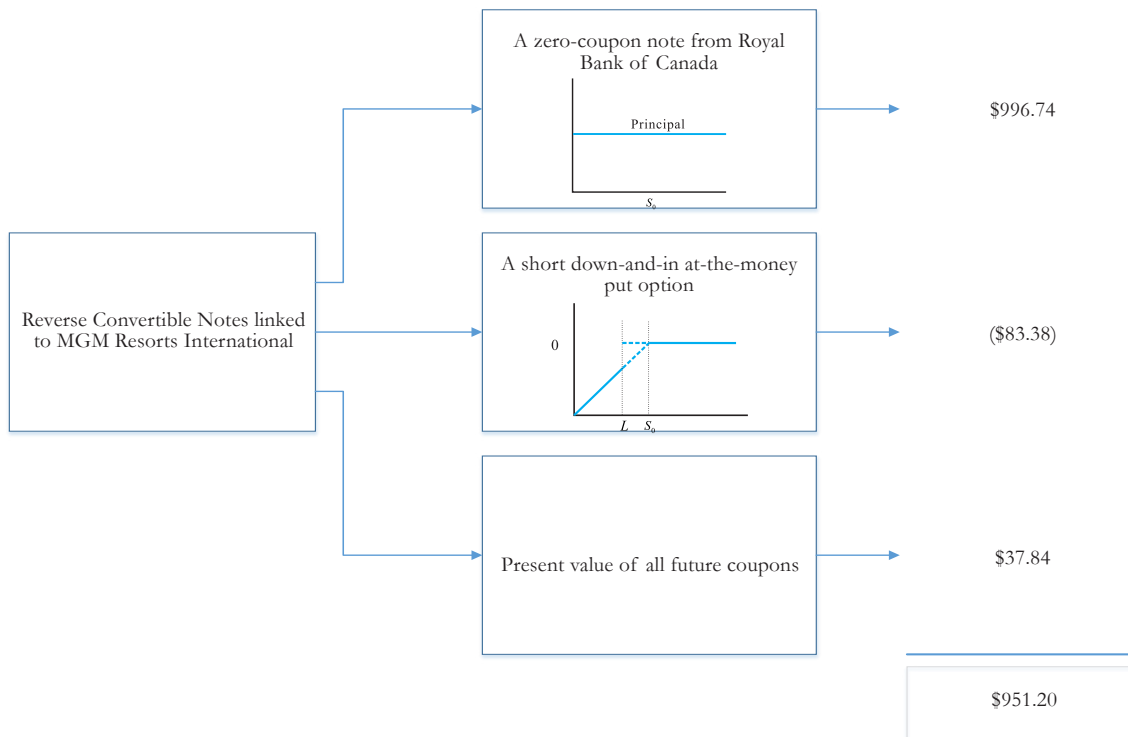 Reverse Convertible Notes linked
to MGM Resorts International
A zero-coupon note from Royal
Bank of Canada
Principal
S₀
$996.74
A short down-and-in at-the-money
put option
0
L S₀
($83.38)
Present value of all future coupons
$37.84
$951.20